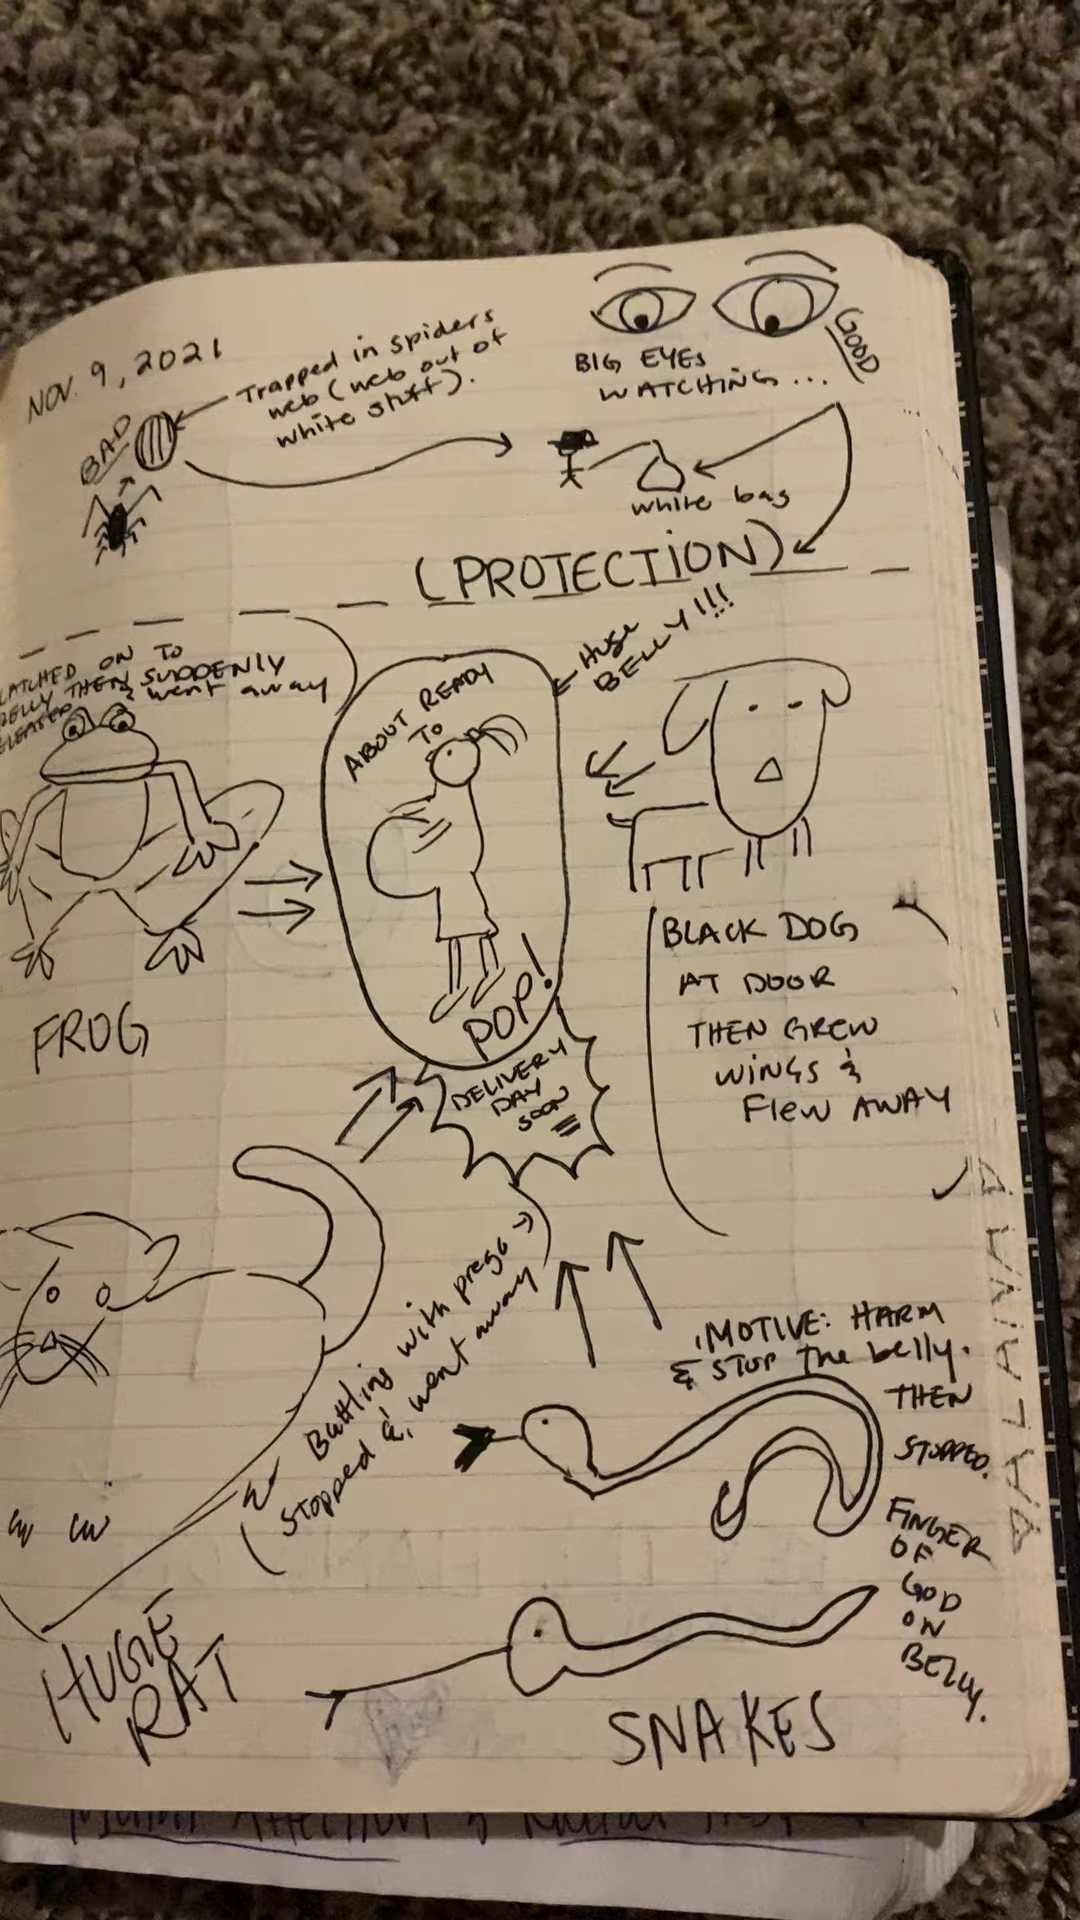 NOV. 9, 2021
BAD
Trapped in spiders
web (web out of
white stuff).
BIG EYES
WATCHING...
GOOD
white bag
(PROTECTION)
LATCHED ON TO
BELLY THEN SUDDENLY
& went away
FROG
ABOUT READY
TO
POP!
HUGE
BELLY!!!
DELIVERY
DAY
SOON
BLACK DOG
AT DOOR
THEN GREW
WINGS &
FLEW AWAY
Battling with prego
stopped & went away
HUGE
RAT
MOTIVE: HARM
& STOP the belly.
THEN
STOPPED.
FINGER
OF
GOD
ON
BELLY.
SNAKES